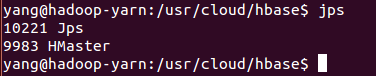 yang@hadoop-yarn:/usr/cloud/hbase$ jps
10221 Jps
9983 HMaster
yang@hadoop-yarn:/usr/cloud/hbase$